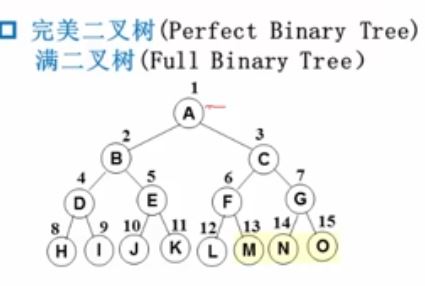 完美二叉树(Perfect Binary Tree)
满二叉树(Full Binary Tree)
1
A
2 3
B C
4 5 6 7
D E F G
8 9 10 11 12 13 14 15
H I J K L M N O